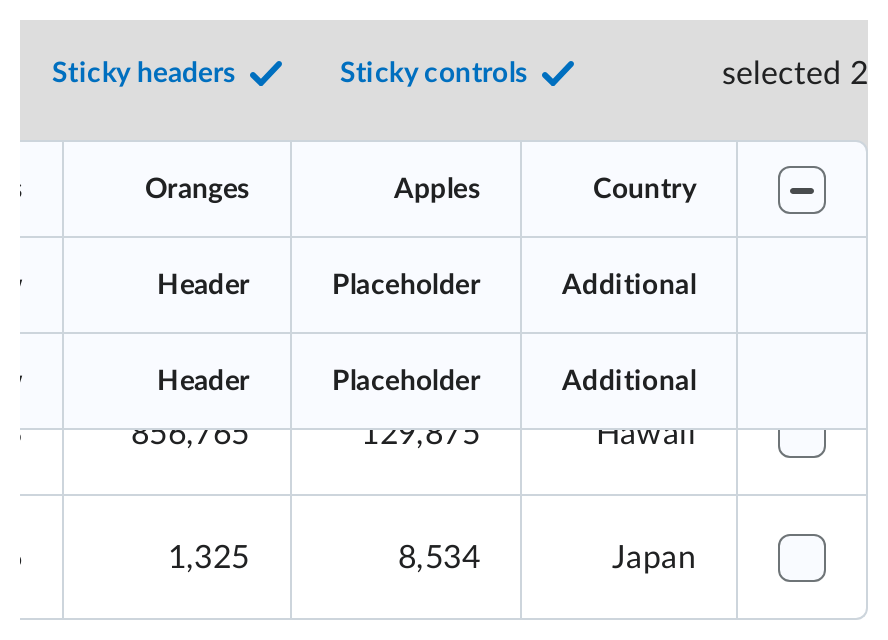 Sticky headers Sticky controls selected 2
Oranges Apples Country
Header Placeholder Additional
Header Placeholder Additional
856,765 129,875 Hawaii
1,325 8,534 Japan